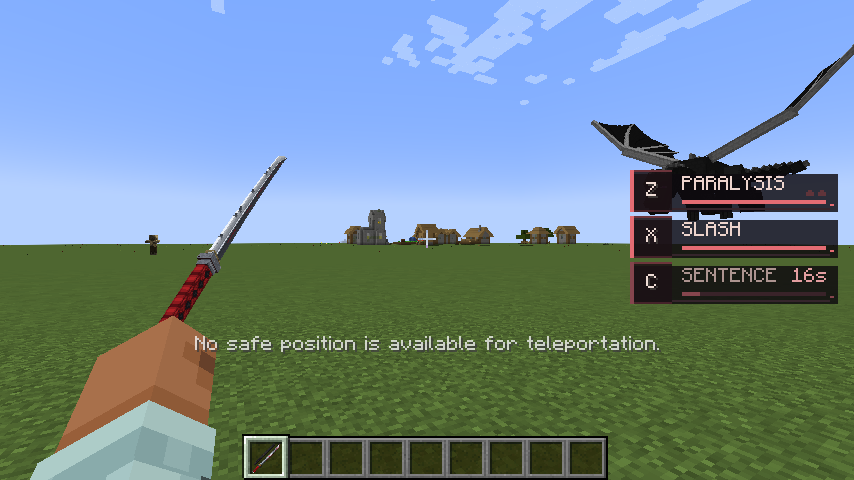 Z PARALYSIS
X SLASH
C SENTENCE 16s
No safe position is available for teleportation.